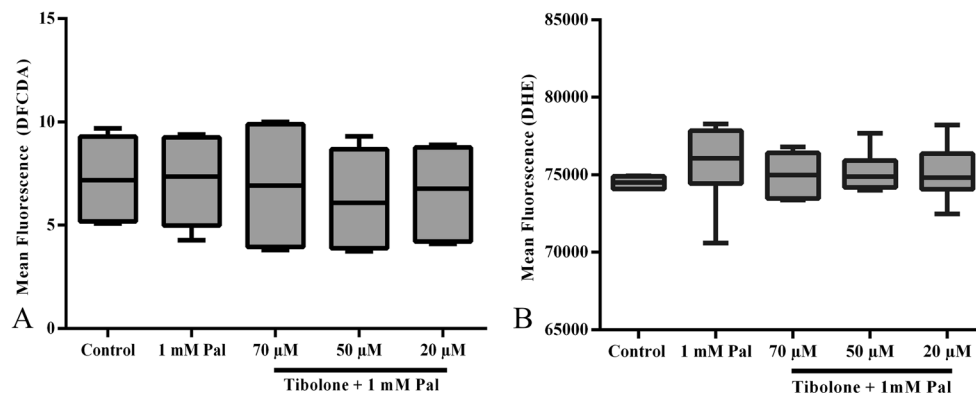 Mean Fluorescence (DFCDA)
15
10
5
0
A
Control 1 mM Pal 70 µM 50 µM 20 µM
Tibolone + 1 mM Pal
Mean Fluorescence (DHE)
85000
80000
75000
70000
65000
B
Control 1 mM Pal 70 µM 50 µM 20 µM
Tibolone + 1mM Pal